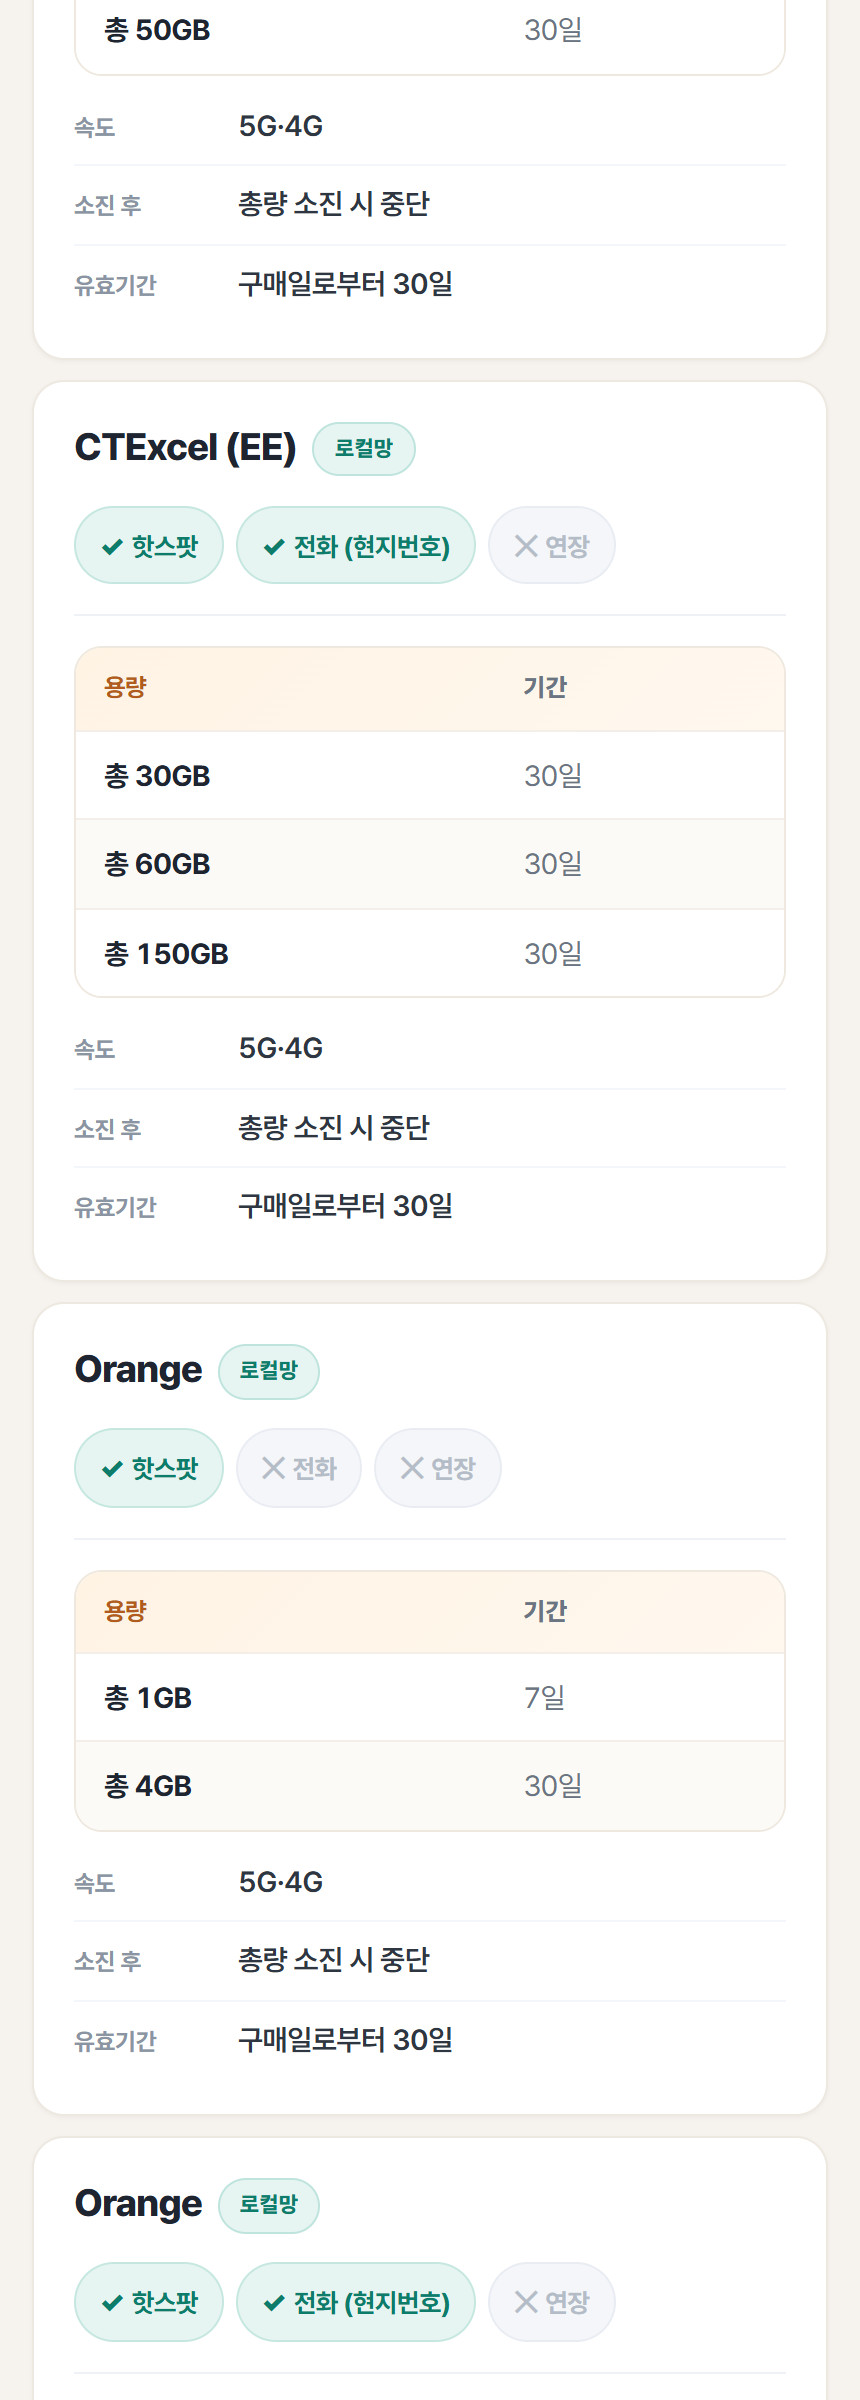 총 50GB 30일
속도 5G·4G
소진 후 총량 소진 시 중단
유효기간 구매일로부터 30일
CTExcel (EE) 로컬망
✓ 핫스팟 ✓ 전화 (현지번호) ✕ 연장
용량 기간
총 30GB 30일
총 60GB 30일
총 150GB 30일
속도 5G·4G
소진 후 총량 소진 시 중단
유효기간 구매일로부터 30일
Orange 로컬망
✓ 핫스팟 ✕ 전화 ✕ 연장
용량 기간
총 1GB 7일
총 4GB 30일
속도 5G·4G
소진 후 총량 소진 시 중단
유효기간 구매일로부터 30일
Orange 로컬망
✓ 핫스팟 ✓ 전화 (현지번호) ✕ 연장